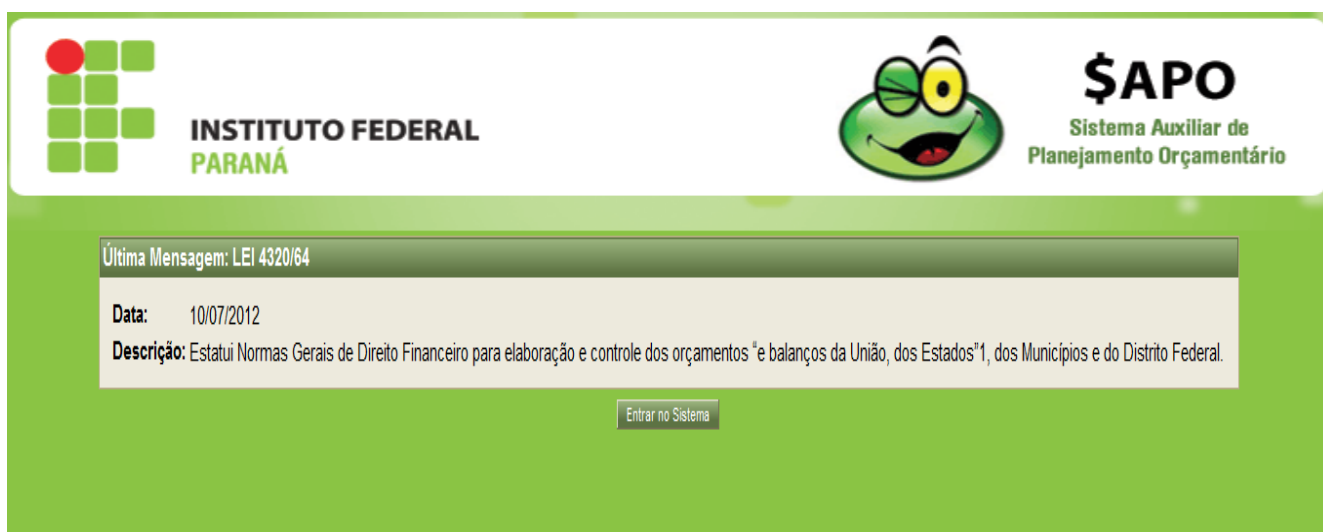 INSTITUTO FEDERAL
PARANÁ
$APO
Sistema Auxiliar de
Planejamento Orçamentário
Última Mensagem: LEI 4320/64
Data: 10/07/2012
Descrição: Estatui Normas Gerais de Direito Financeiro para elaboração e controle dos orçamentos “e balanços da União, dos Estados”1, dos Municípios e do Distrito Federal.
Entrar no Sistema